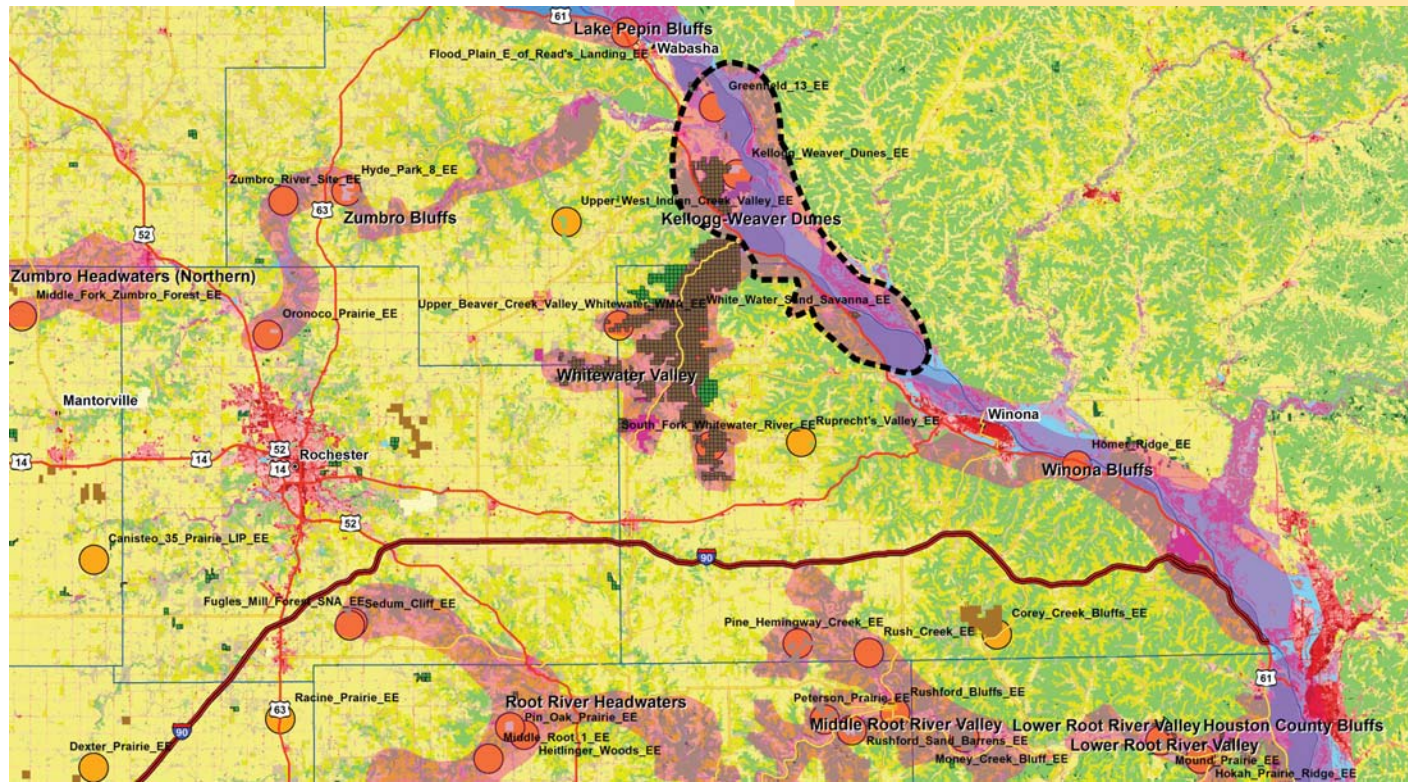 61
Lake Pepin Bluffs
Wabasha
Flood_Plain_E_of_Read's_Landing_EE
Greenfield_13_EE
Kellogg_Weaver_Dunes_EE
Hyde_Park_8_EE
Zumbro_River_Site_EE
Upper_West_Indian_Creek_Valley_EE
63
Zumbro Bluffs
Kellogg-Weaver Dunes
52
Zumbro Headwaters (Northern)
Middle_Fork_Zumbro_Forest_EE
Upper_Beaver_Creek_Valley_Whitewater_WMA_EE
White_Water_Sand_Savanna_EE
Oronoco_Prairie_EE
Whitewater Valley
Mantorville
South_Fork_Whitewater_River_EE
Ruprecht's_Valley_EE
Winona
Homer_Ridge_EE
Winona Bluffs
14
14
52
14
Rochester
52
Canisteo_35_Prairie_LIP_EE
90
Fugles_Mill_Forest_SNA_EE
Sedum_Cliff_EE
Pine_Hemingway_Creek_EE
Rush_Creek_EE
Corey_Creek_Bluffs_EE
61
Racine_Prairie_EE
63
Root River Headwaters
Pin_Oak_Prairie_EE
Middle_Root_1_EE
Heitlinger_Woods_EE
Peterson_Prairie_EE
Rushford_Bluffs_EE
Middle Root River Valley
Rushford_Sand_Barrens_EE
Money_Creek_Bluff_EE
Lower Root River Valley
Houston County Bluffs
Lower Root River Valley
Mound_Prairie_EE
Hokah_Prairie_Ridge_EE
90
Dexter_Prairie_EE